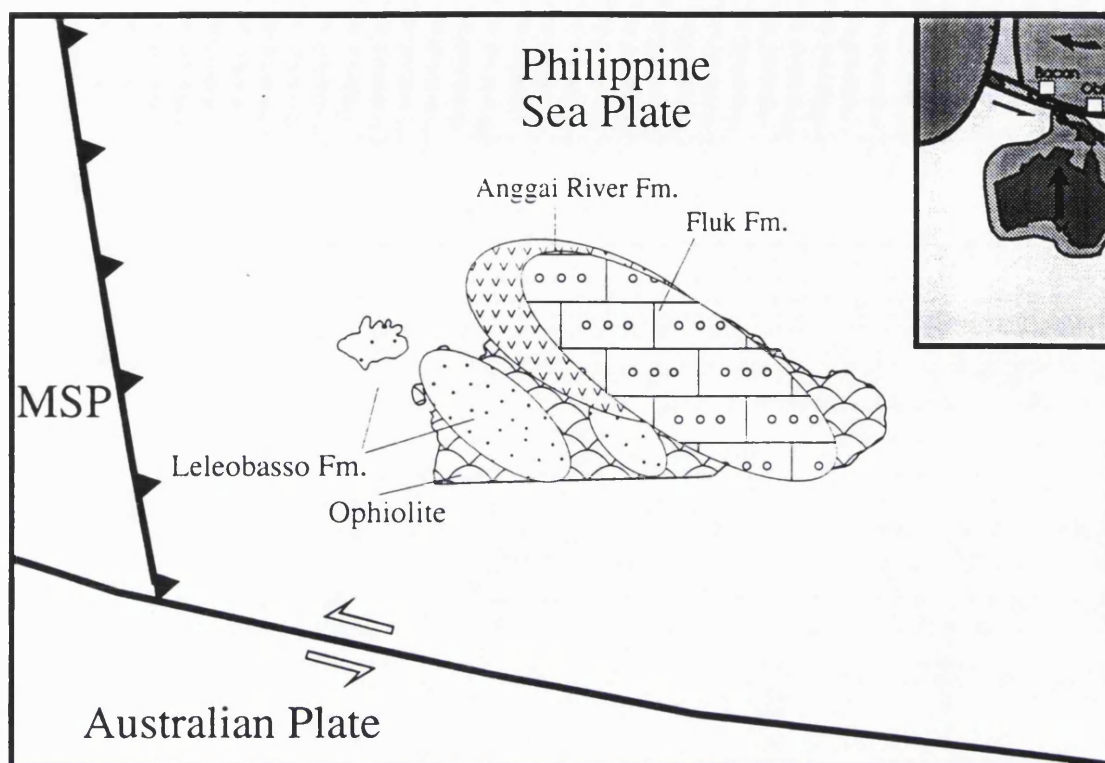 Philippine
Sea Plate
Bacan
Anggai River Fm.
Fluk Fm.
MSP
Leleobasso Fm.
Ophiolite
Australian Plate